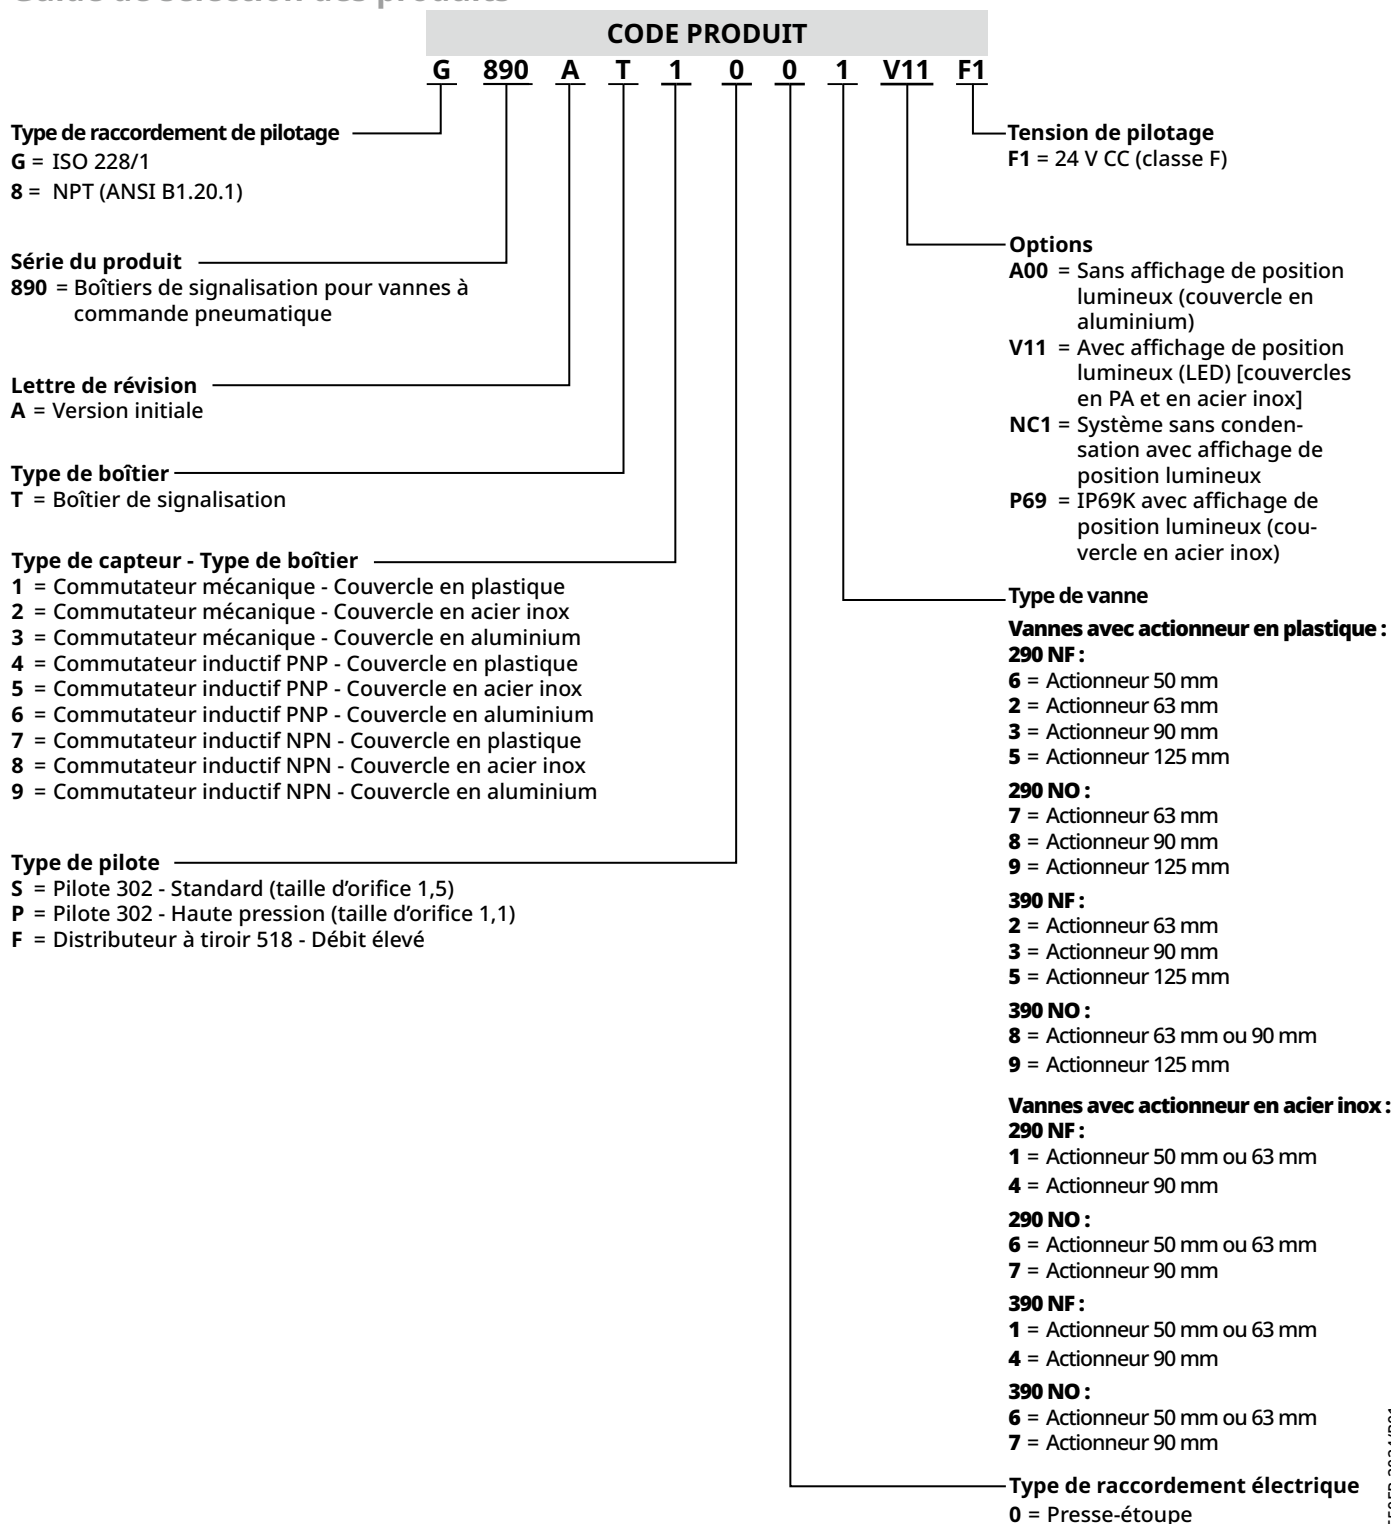 CODE PRODUIT
G 890 A T 1 0 0 1 V11 F1
Type de raccordement de pilotage
G = ISO 228/1
8 = NPT (ANSI B1.20.1)
Série du produit
890 = Boîtiers de signalisation pour vannes à
commande pneumatique
Lettre de révision
A = Version initiale
Type de boîtier
T = Boîtier de signalisation
Type de capteur - Type de boîtier
1 = Commutateur mécanique - Couvercle en plastique
2 = Commutateur mécanique - Couvercle en acier inox
3 = Commutateur mécanique - Couvercle en aluminium
4 = Commutateur inductif PNP - Couvercle en plastique
5 = Commutateur inductif PNP - Couvercle en acier inox
6 = Commutateur inductif PNP - Couvercle en aluminium
7 = Commutateur inductif NPN - Couvercle en plastique
8 = Commutateur inductif NPN - Couvercle en acier inox
9 = Commutateur inductif NPN - Couvercle en aluminium
Type de pilote
S = Pilote 302 - Standard (taille d'orifice 1,5)
P = Pilote 302 - Haute pression (taille d'orifice 1,1)
F = Distributeur à tiroir 518 - Débit élevé
Tension de pilotage
F1 = 24 V CC (classe F)
Options
A00 = Sans affichage de position
lumineux (couvercle en
aluminium)
V11 = Avec affichage de position
lumineux (LED) [couvercles
en PA et en acier inox]
NC1 = Système sans conden-
sation avec affichage de
position lumineux
P69 = IP69K avec affichage de
position lumineux (cou-
vercle en acier inox)
Type de vanne
Vannes avec actionneur en plastique :
290 NF :
6 = Actionneur 50 mm
2 = Actionneur 63 mm
3 = Actionneur 90 mm
5 = Actionneur 125 mm
290 NO :
7 = Actionneur 63 mm
8 = Actionneur 90 mm
9 = Actionneur 125 mm
390 NF :
2 = Actionneur 63 mm
3 = Actionneur 90 mm
5 = Actionneur 125 mm
390 NO :
8 = Actionneur 63 mm ou 90 mm
9 = Actionneur 125 mm
Vannes avec actionneur en acier inox :
290 NF :
1 = Actionneur 50 mm ou 63 mm
4 = Actionneur 90 mm
290 NO :
6 = Actionneur 50 mm ou 63 mm
7 = Actionneur 90 mm
390 NF :
1 = Actionneur 50 mm ou 63 mm
4 = Actionneur 90 mm
390 NO :
6 = Actionneur 50 mm ou 63 mm
7 = Actionneur 90 mm
Type de raccordement électrique
0 = Presse-étoupe